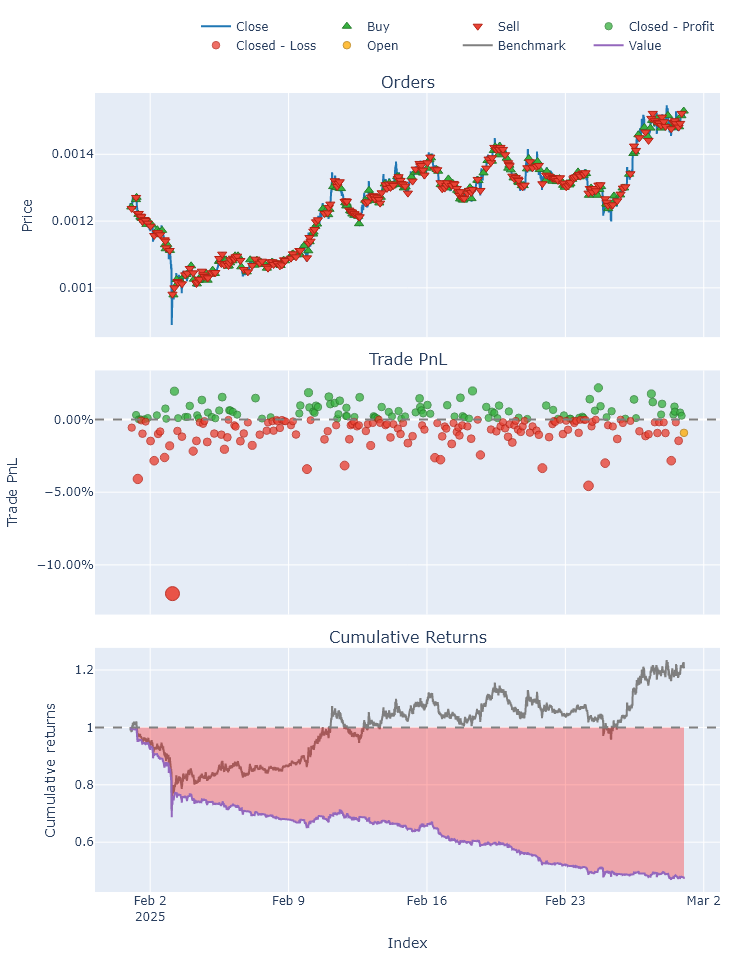 Close Buy Sell Closed - Profit
Closed - Loss Open Benchmark Value
Orders
0.0014
0.0012
0.001
Price
Trade PnL
0.00%
−5.00%
−10.00%
Trade PnL
Cumulative Returns
1.2
1
0.8
0.6
Cumulative returns
Feb 2 Feb 9 Feb 16 Feb 23 Mar 2
2025
Index